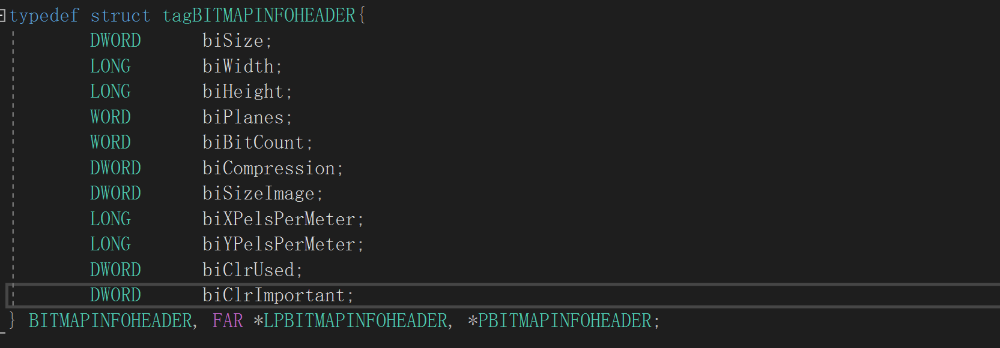 typedef struct tagBITMAPINFOHEADER{
DWORD biSize;
LONG biWidth;
LONG biHeight;
WORD biPlanes;
WORD biBitCount;
DWORD biCompression;
DWORD biSizeImage;
LONG biXPelsPerMeter;
LONG biYPelsPerMeter;
DWORD biClrUsed;
DWORD biClrImportant;
} BITMAPINFOHEADER, FAR *LPBITMAPINFOHEADER, *PBITMAPINFOHEADER;